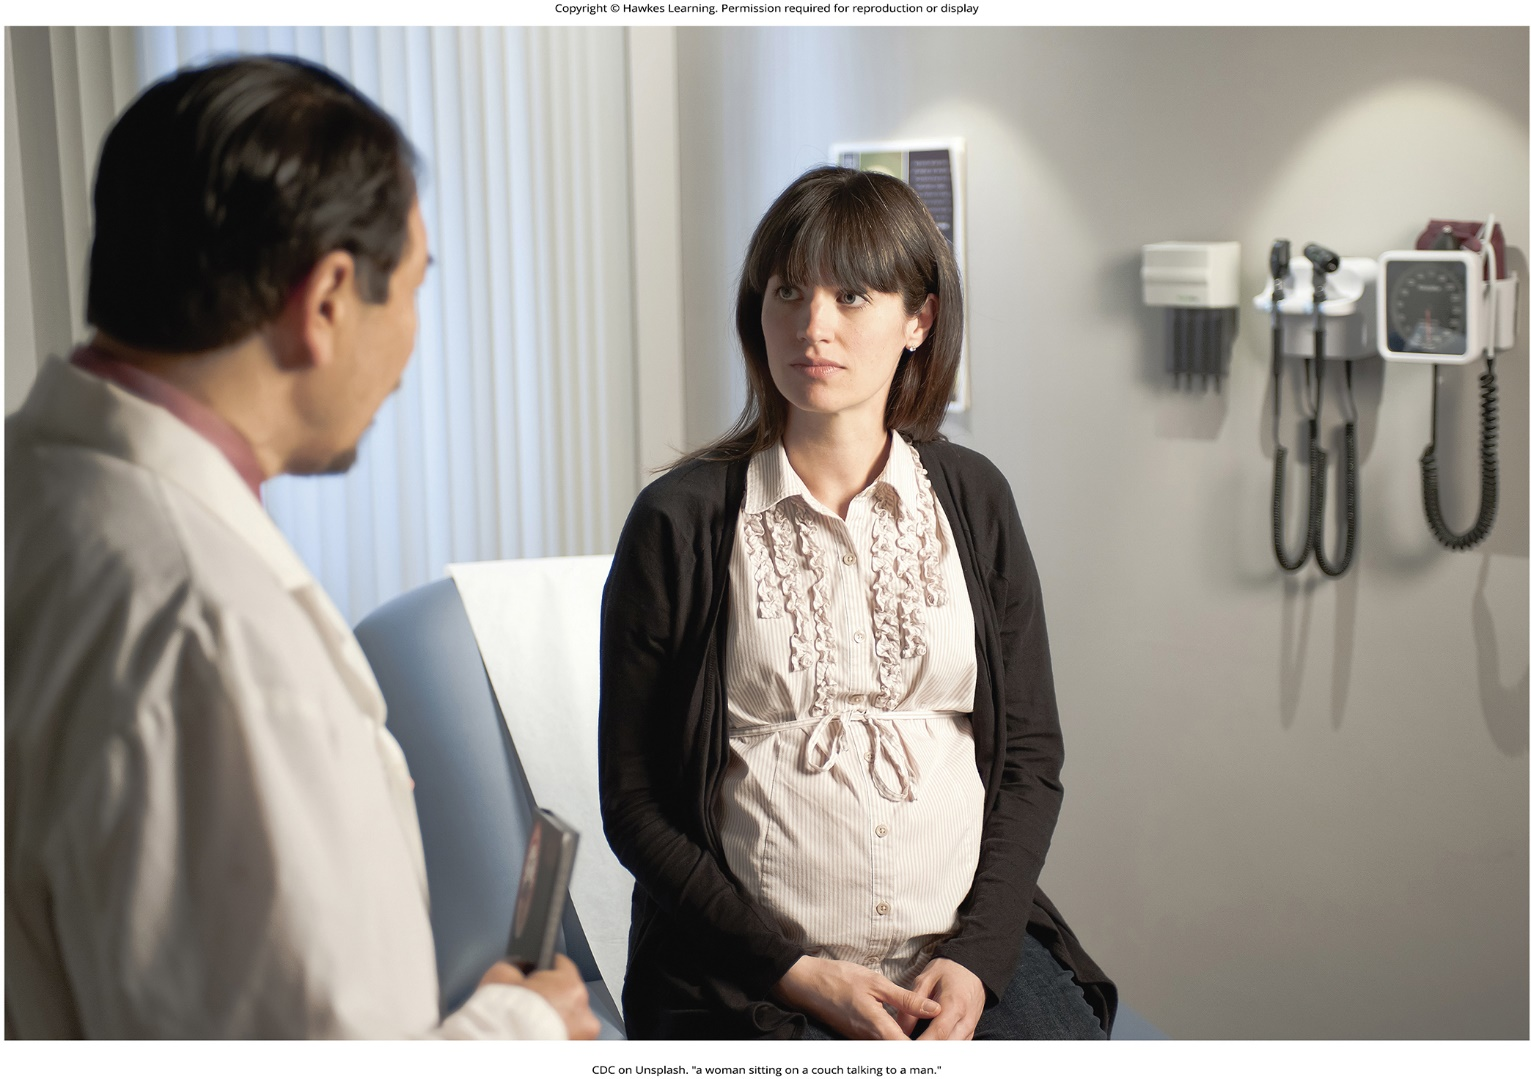 Copyright © Hawkes Learning. Permission required for reproduction or display
CDC on Unsplash. "a woman sitting on a couch talking to a man."